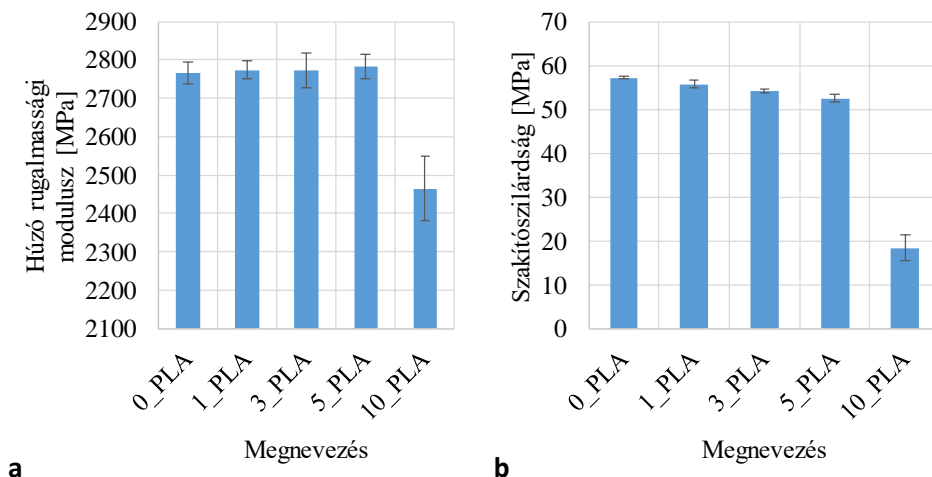 Húzó rugalmassági
modulusz [MPa]
2900
2800
2700
2600
2500
2400
2300
2200
2100
0_PLA
1_PLA
3_PLA
5_PLA
10_PLA
Megnevezés
a
Szakítószilárdság [MPa]
70
60
50
40
30
20
10
0
0_PLA
1_PLA
3_PLA
5_PLA
10_PLA
Megnevezés
b